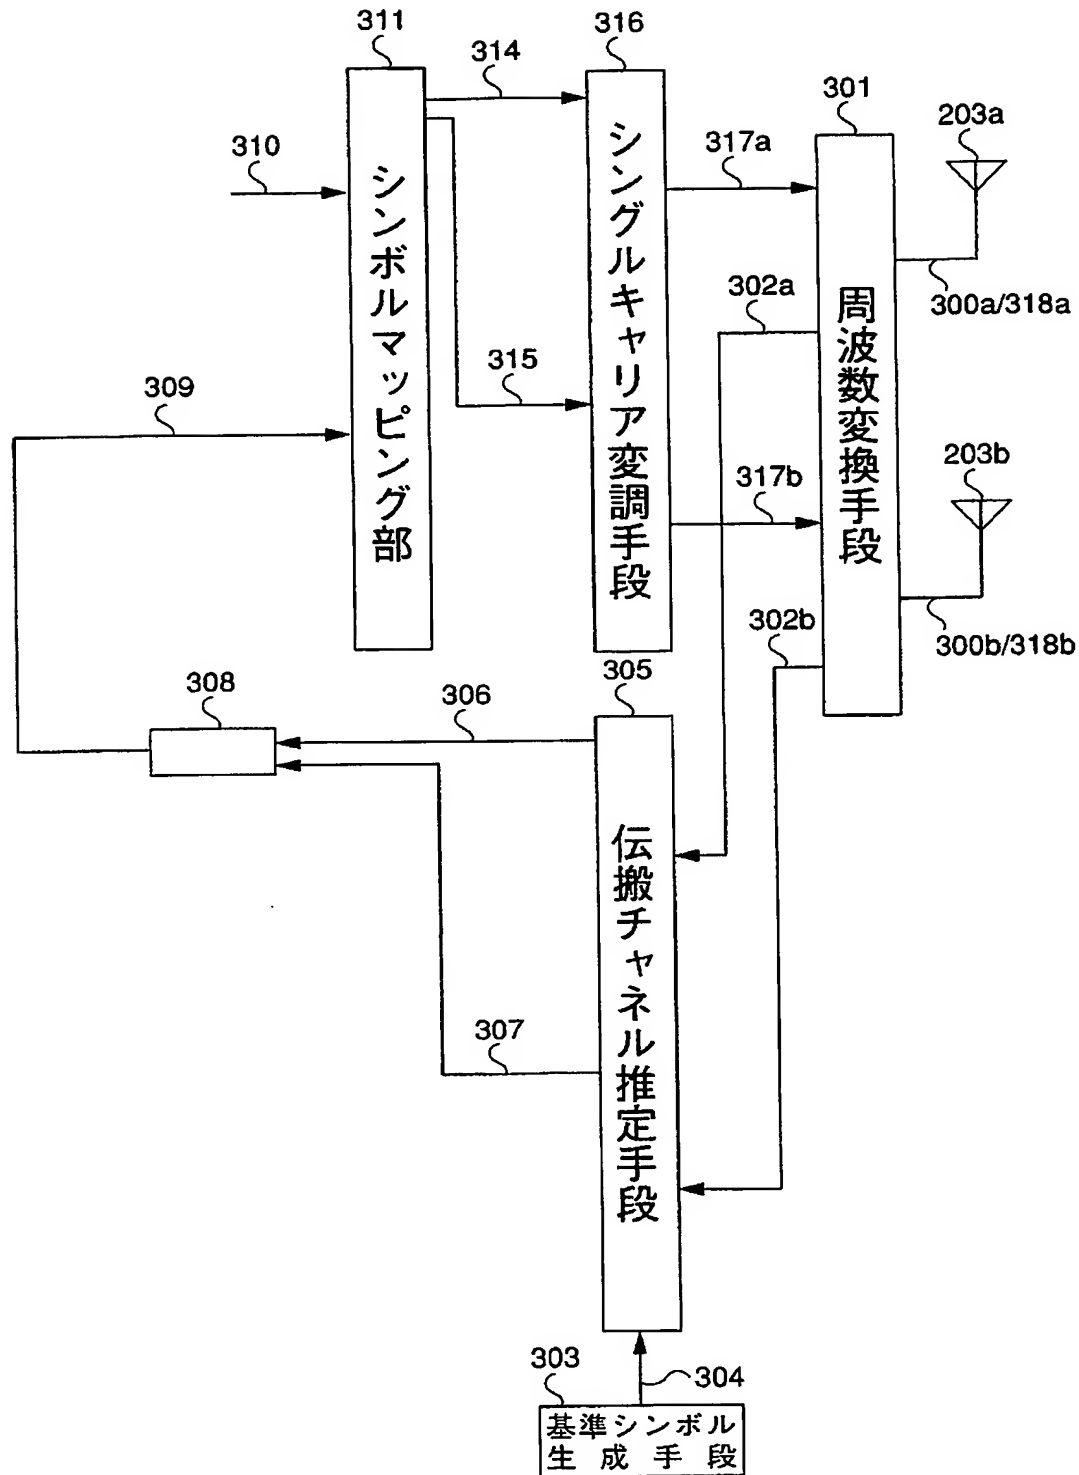 311
314
316
301
203a
310
317a
シンボルマッピング部
シングルキャリア変調手段
周波数変換手段
302a
300a/318a
315
309
317b
203b
302b
300b/318b
308
306
305
伝搬チャネル推定手段
307
303
304
基準シンボル
生成手段